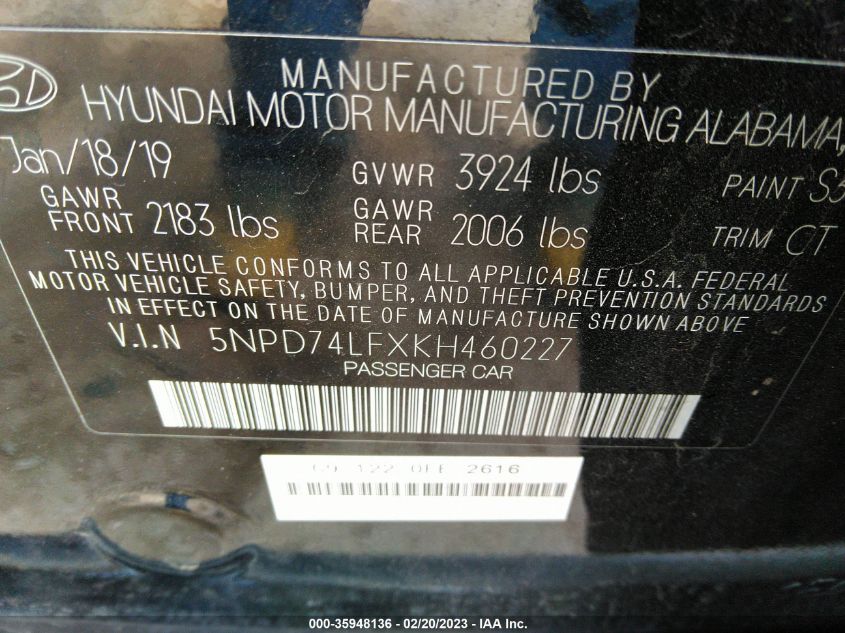 MANUFACTURED BY
HYUNDAI MOTOR MANUFACTURING ALABAMA,
Jan/18/19 GVWR 3924 lbs PAINT
GAWR FRONT 2183 lbs GAWR REAR 2006 lbs TRIM CT
THIS VEHICLE CONFORMS TO ALL APPLICABLE U.S.A. FEDERAL
MOTOR VEHICLE SAFETY, BUMPER, AND THEFT PREVENTION STANDARDS
IN EFFECT ON THE DATE OF MANUFACTURE SHOWN ABOVE.
V.I.N 5NPD74LFXKH460227
PASSENGER CAR
122 2616
000-35948136 - 02/20/2023 - IAA Inc.